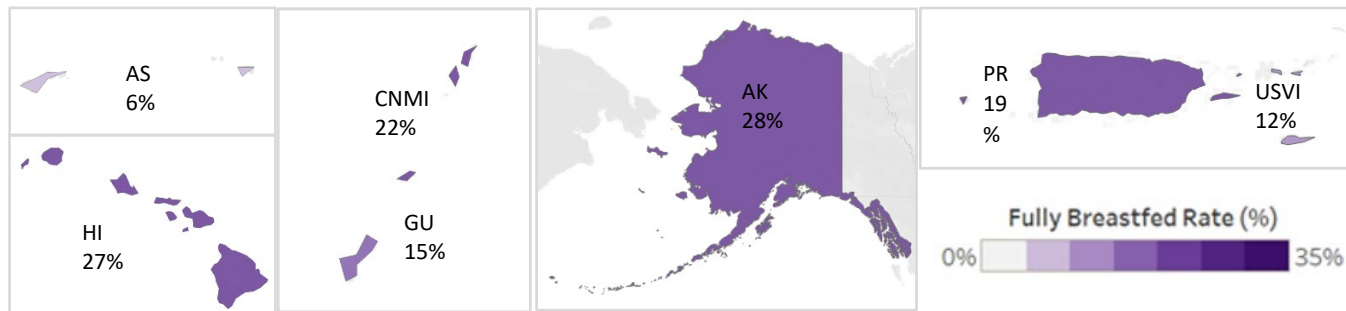 AS
6%
HI
27%
CNMI
22%
GU
15%
AK
28%
PR
19
%
USVI
12%
Fully Breastfed Rate (%)
0%
35%